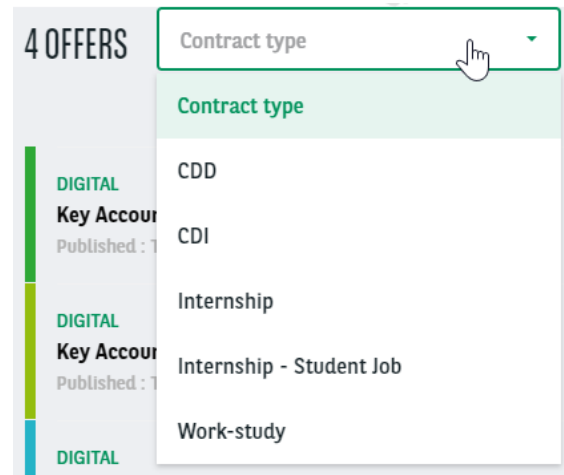 4 OFFERS
Contract type
Contract type
CDD
CDI
Internship
Internship - Student Job
Work-study
DIGITAL
Key Accour
Published : T
DIGITAL
Key Accour
Published : T
DIGITAL